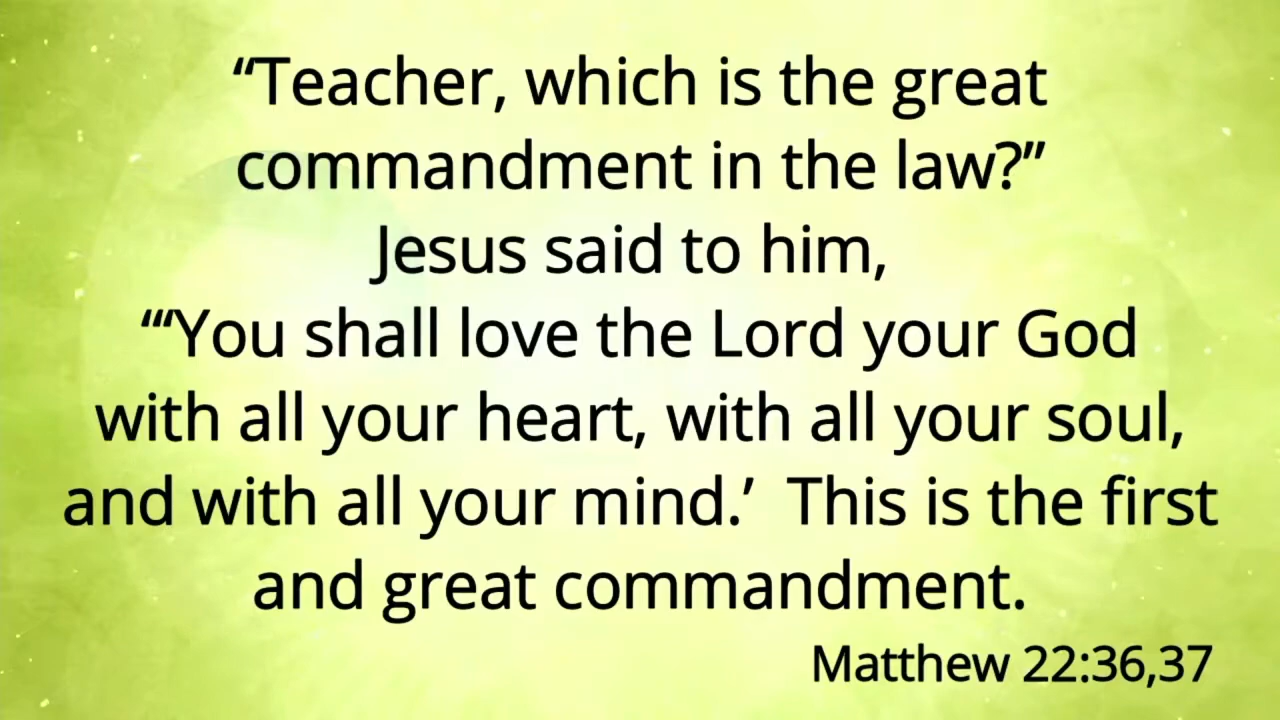 “Teacher, which is the great
commandment in the law?”
Jesus said to him,
“‘You shall love the Lord your God
with all your heart, with all your soul,
and with all your mind.’  This is the first
and great commandment.
Matthew 22:36,37